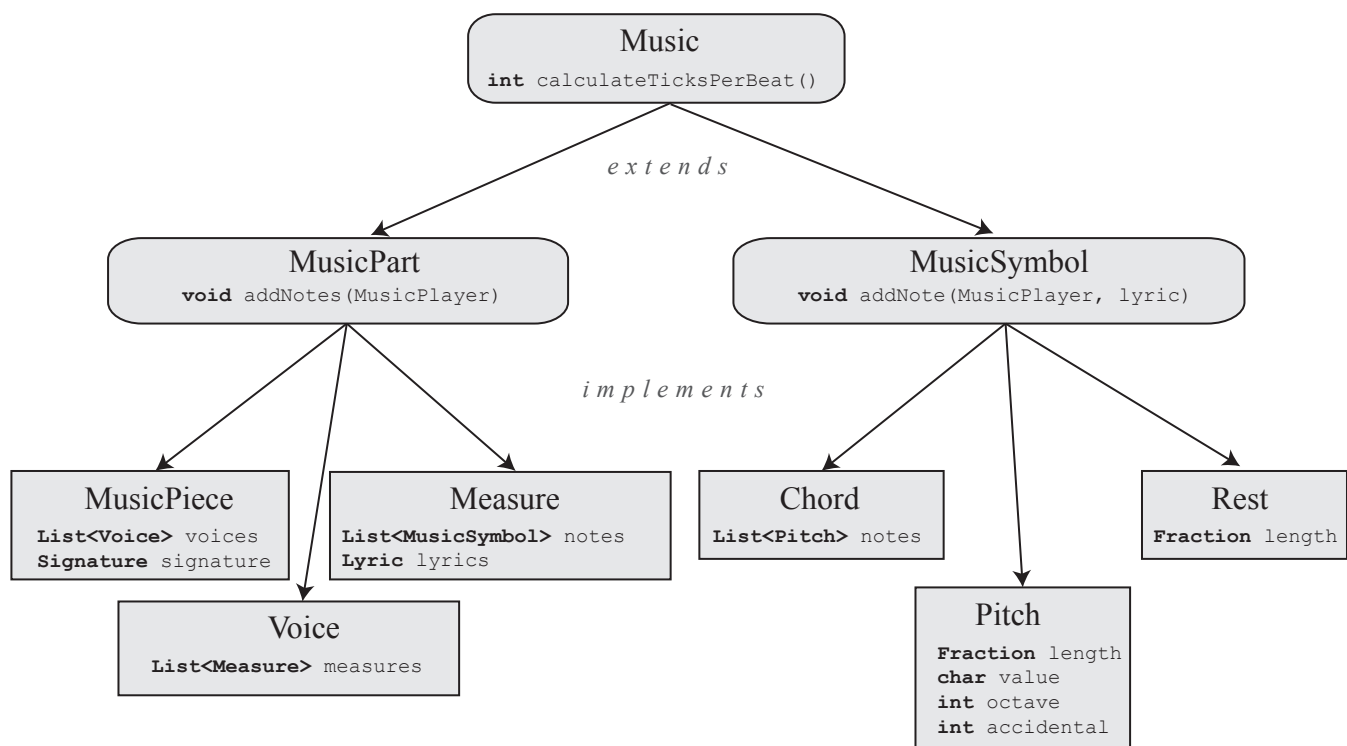 Music
int calculateTicksPerBeat()
extends
MusicPart
void addNotes(MusicPlayer)
MusicSymbol
void addNote(MusicPlayer, lyric)
implements
MusicPiece
List<Voice> voices
Signature signature
Measure
List<MusicSymbol> notes
Lyric lyrics
Chord
List<Pitch> notes
Rest
Fraction length
Voice
List<Measure> measures
Pitch
Fraction length
char value
int octave
int accidental